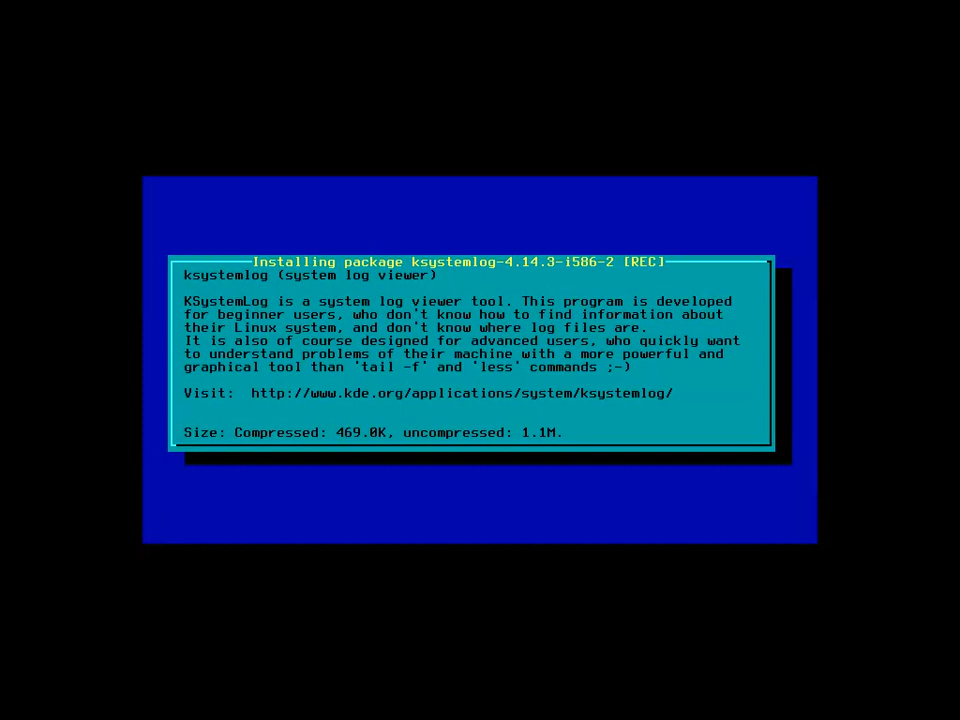 Installing package ksystemlog-4.14.3-i586-2 [REC]
ksystemlog (system log viewer)
KSystemLog is a system log viewer tool. This program is developed
for beginner users, who don't know how to find information about
their Linux system, and don't know where log files are.
It is also of course designed for advanced users, who quickly want
to understand problems of their machine with a more powerful and
graphical tool than 'tail -f' and 'less' commands ;-)
Visit:  http://www.kde.org/applications/system/ksystemlog/
Size: Compressed: 469.0K, uncompressed: 1.1M.